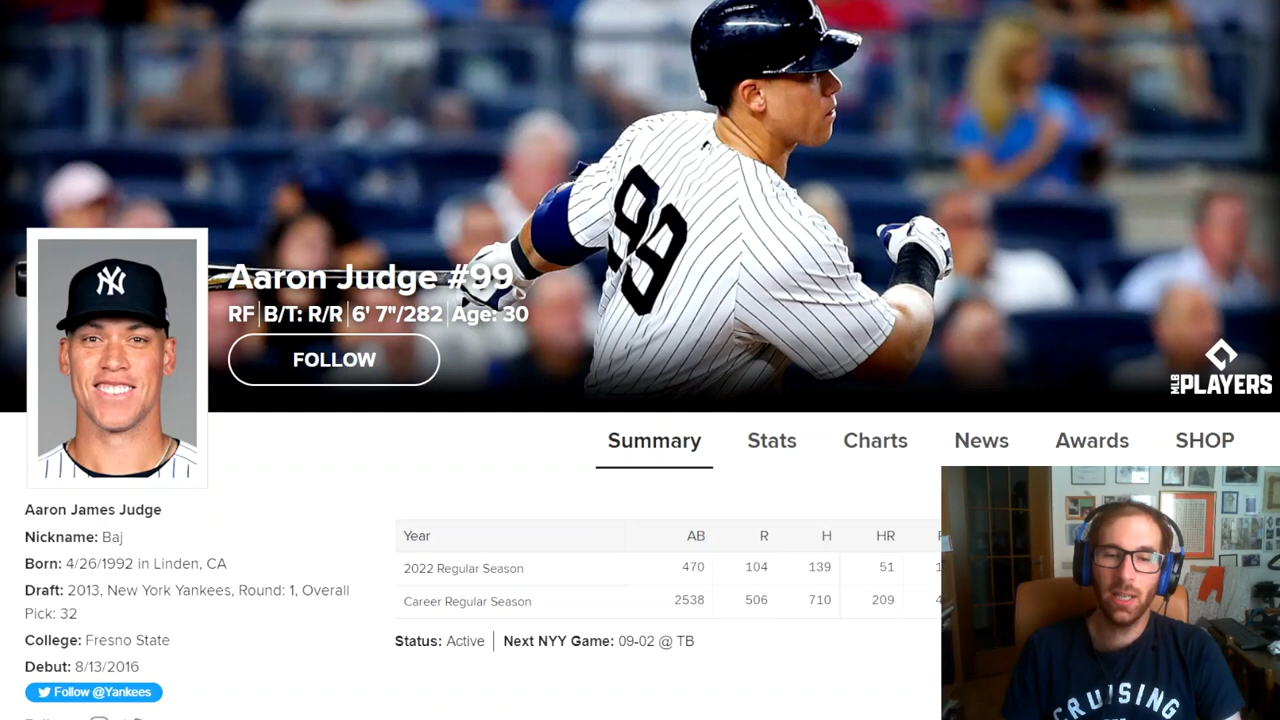 99
Aaron Judge #99
RF B/T: R/R 6' 7"/282 Age: 30
FOLLOW
MLB PLAYERS
Summary Stats Charts News Awards SHOP
Aaron James Judge
Nickname: Baj
Born: 4/26/1992 in Linden, CA
Draft: 2013, New York Yankees, Round: 1, Overall
Pick: 32
College: Fresno State
Debut: 8/13/2016
Follow @Yankees
Year AB R H HR
2022 Regular Season 470 104 139 51
Career Regular Season 2538 506 710 209
Status: Active | Next NYY Game: 09-02 @ TB
CRUISING